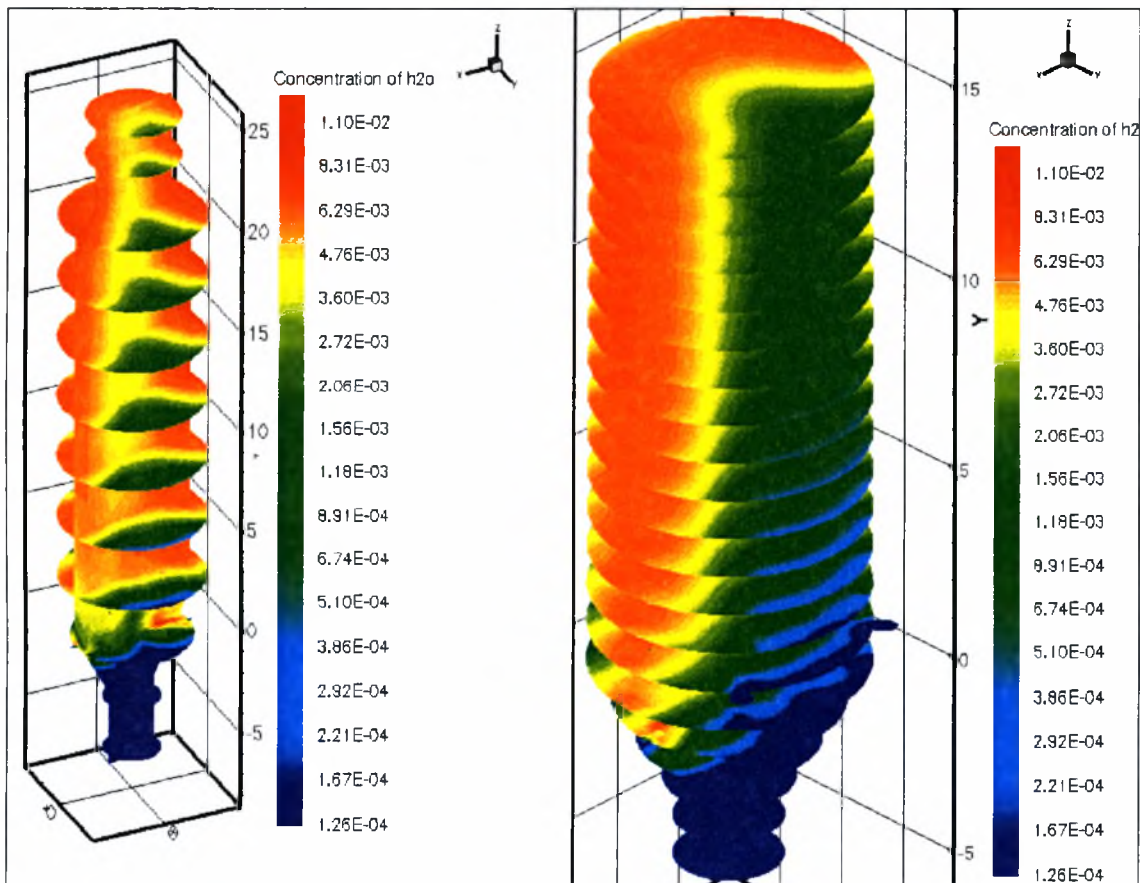 z
x
Y
Concentration of h2o
1.10E-02
8.31E-03
6.29E-03
4.76E-03
3.60E-03
2.72E-03
2.06E-03
1.56E-03
1.18E-03
8.91E-04
6.74E-04
5.10E-04
3.86E-04
2.92E-04
2.21E-04
1.67E-04
1.26E-04
25
20
15
10
5
0
-5
z
x
Y
Concentration of h2
1.10E-02
8.31E-03
6.29E-03
4.76E-03
3.60E-03
2.72E-03
2.06E-03
1.56E-03
1.18E-03
8.91E-04
6.74E-04
5.10E-04
3.86E-04
2.92E-04
2.21E-04
1.67E-04
1.26E-04
15
10
Y
5
0
-5